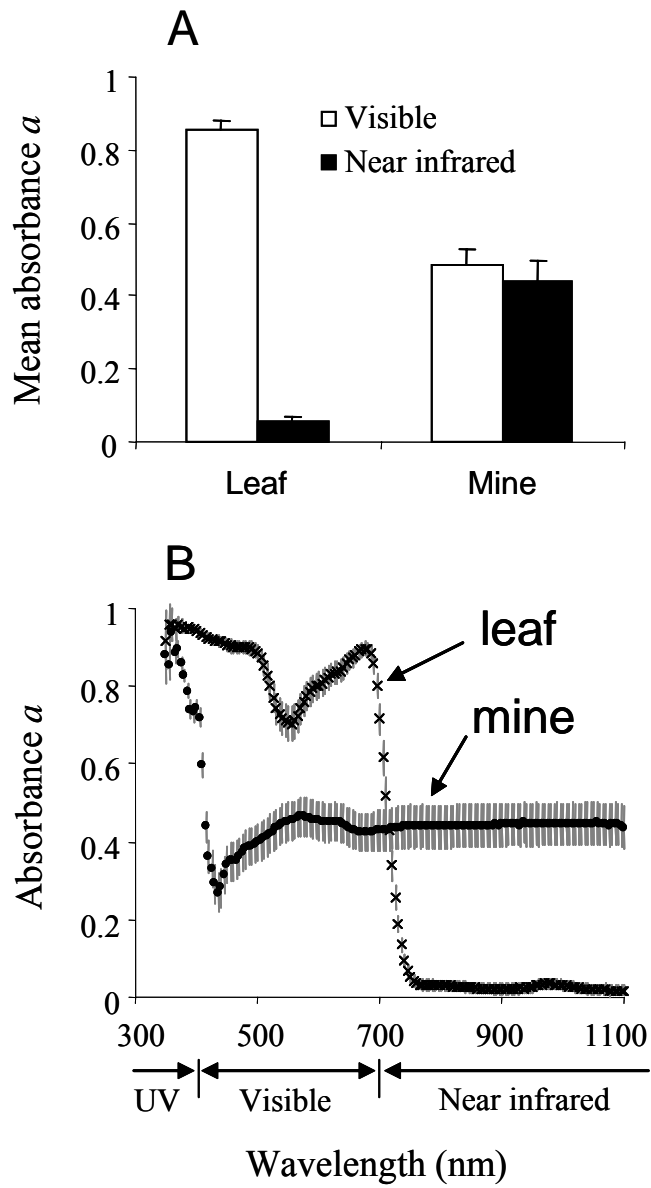 A
Mean absorbance a
1
0.8
0.6
0.4
0.2
0
Visible
Near infrared
Leaf Mine
B
Absorbance a
1
0.8
0.6
0.4
0.2
0
leaf
mine
300 500 700 900 1100
UV Visible Near infrared
Wavelength (nm)